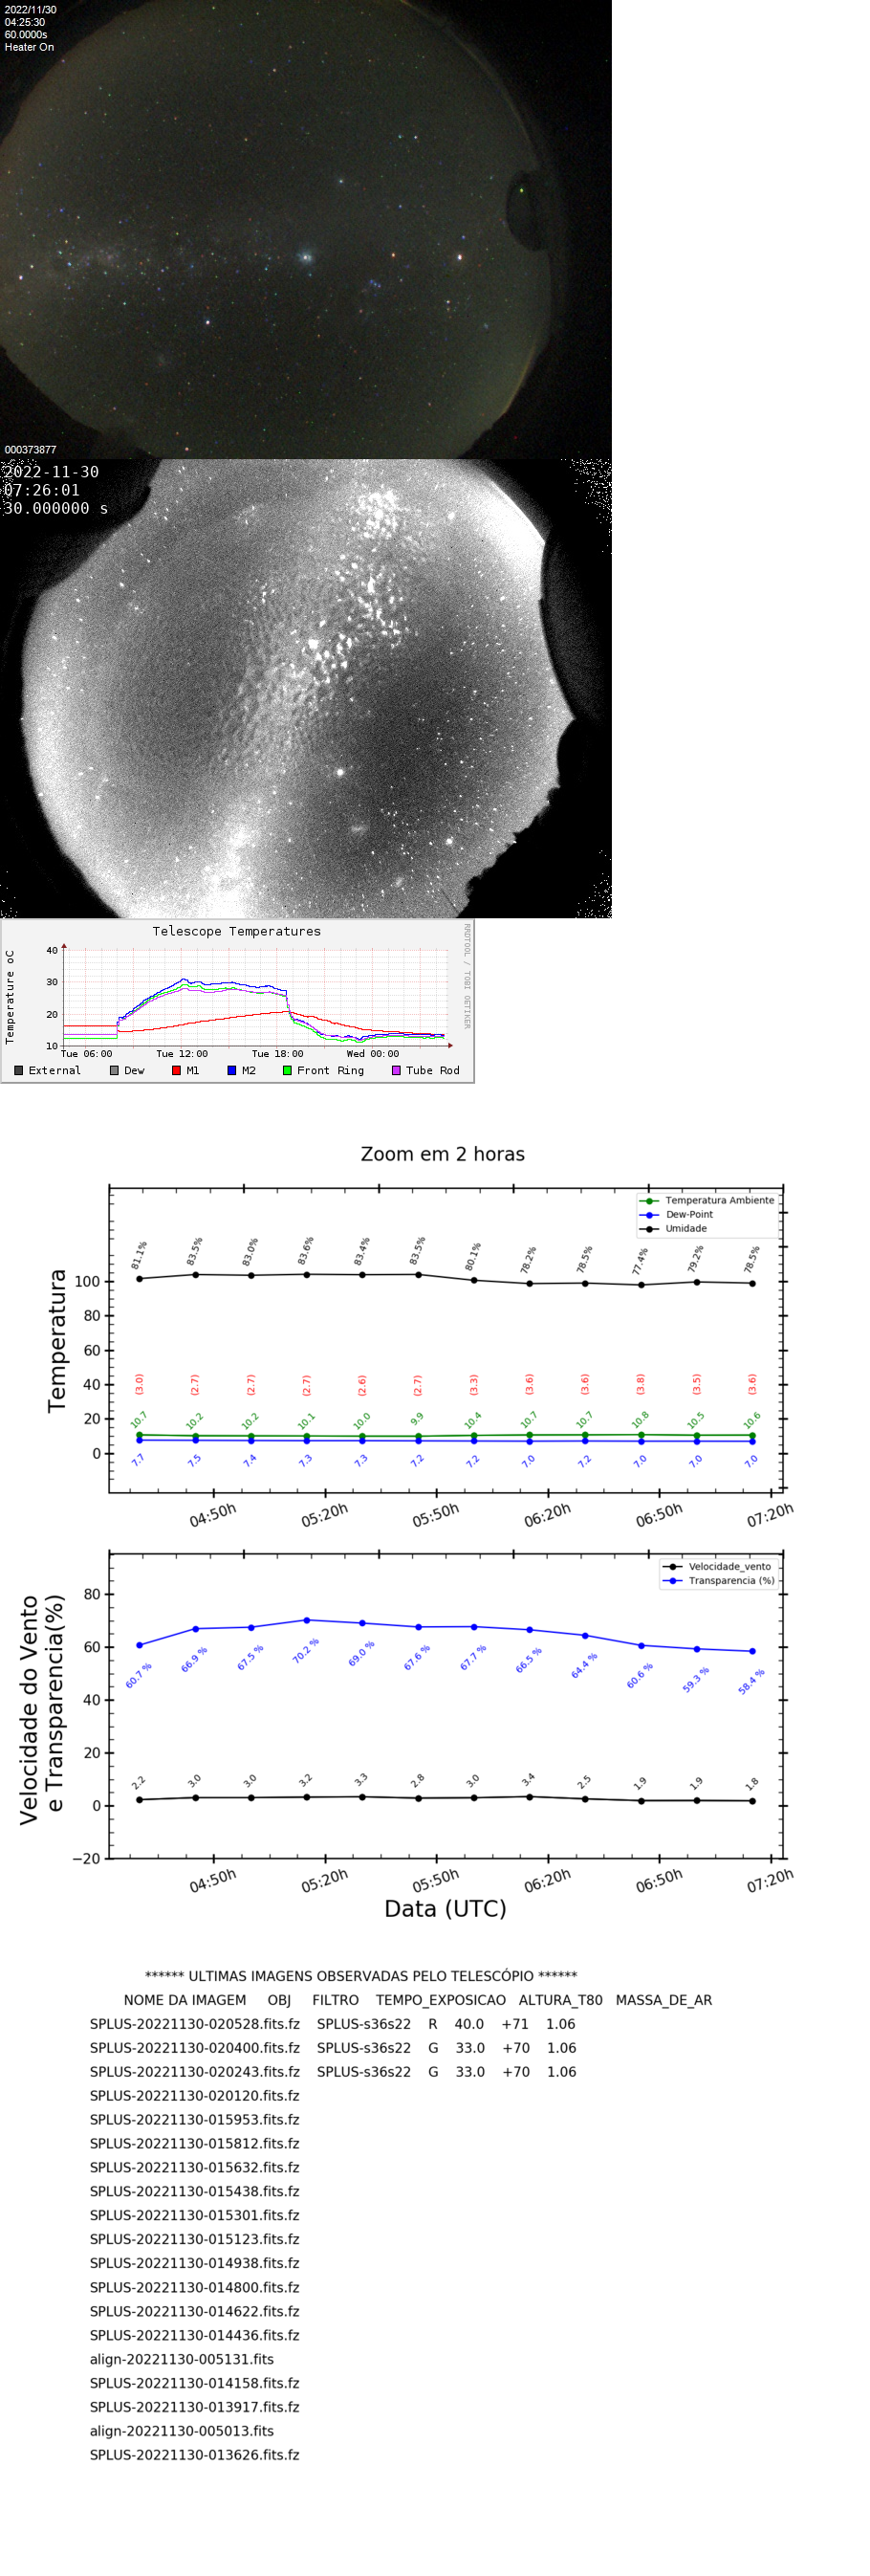 2022/11/30
04:25:30
60.0000s
Heater On
000373877
2022-11-30
07:26:01
30.000000 s
Telescope Temperatures
RRDTOOL / TOBI OETIKER
Temperature oC
40
30
20
10
Tue 06:00 Tue 12:00 Tue 18:00 Wed 00:00
External Dew M1 M2 Front Ring Tube Rod
Zoom em 2 horas
Temperatura Ambiente
Dew-Point
Umidade
Temperatura
81.1% 83.5% 83.0% 83.6% 83.4% 83.5% 80.1% 78.2% 78.5% 77.4% 79.2% 78.5%
100
80
60
40
20
0
(3.0) (2.7) (2.7) (2.7) (2.6) (2.7) (3.3) (3.6) (3.6) (3.8) (3.5) (3.6)
10.7 10.2 10.2 10.1 10.0 9.9 10.4 10.7 10.7 10.8 10.5 10.6
7.7 7.5 7.4 7.3 7.3 7.2 7.2 7.0 7.2 7.0 7.0 7.0
04:50h 05:20h 05:50h 06:20h 06:50h 07:20h
Velocidade_vento
Transparencia (%)
Velocidade do Vento
e Transparencia(%)
80
60
40
20
0
−20
60.7 % 66.9 % 67.5 % 70.2 % 69.0 % 67.6 % 67.7 % 66.5 % 64.4 % 60.6 % 59.3 % 58.4 %
2.2 3.0 3.0 3.2 3.3 2.8 3.0 3.4 2.5 1.9 1.9 1.8
04:50h 05:20h 05:50h 06:20h 06:50h 07:20h
Data (UTC)
****** ULTIMAS IMAGENS OBSERVADAS PELO TELESCÓPIO ******
NOME DA IMAGEM OBJ FILTRO TEMPO_EXPOSICAO ALTURA_T80 MASSA_DE_AR
SPLUS-20221130-020528.fits.fz SPLUS-s36s22 R 40.0 +71 1.06
SPLUS-20221130-020400.fits.fz SPLUS-s36s22 G 33.0 +70 1.06
SPLUS-20221130-020243.fits.fz SPLUS-s36s22 G 33.0 +70 1.06
SPLUS-20221130-020120.fits.fz
SPLUS-20221130-015953.fits.fz
SPLUS-20221130-015812.fits.fz
SPLUS-20221130-015632.fits.fz
SPLUS-20221130-015438.fits.fz
SPLUS-20221130-015301.fits.fz
SPLUS-20221130-015123.fits.fz
SPLUS-20221130-014938.fits.fz
SPLUS-20221130-014800.fits.fz
SPLUS-20221130-014622.fits.fz
SPLUS-20221130-014436.fits.fz
align-20221130-005131.fits
SPLUS-20221130-014158.fits.fz
SPLUS-20221130-013917.fits.fz
align-20221130-005013.fits
SPLUS-20221130-013626.fits.fz